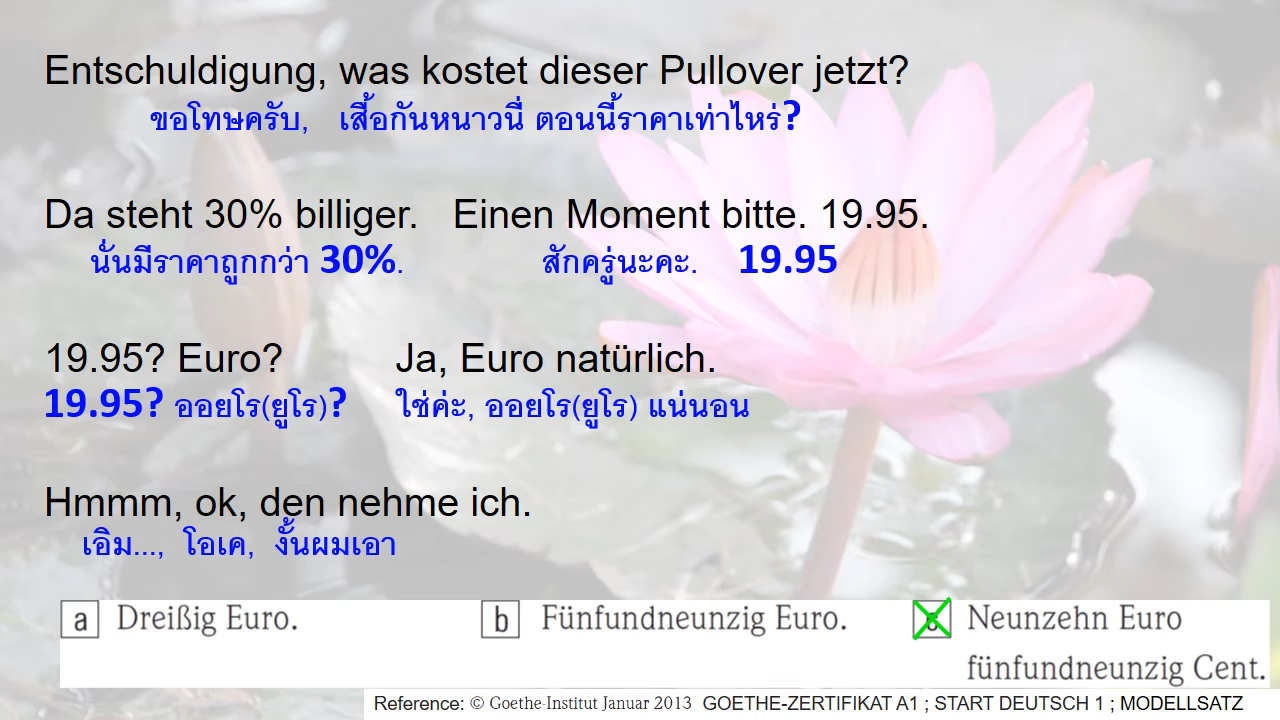 Entschuldigung, was kostet dieser Pullover jetzt?
ขอโทษครับ, เสื้อกันหนาวนี่ ตอนนี้ราคาเท่าไหร่?
Da steht 30% billiger. Einen Moment bitte. 19.95.
นั่นมีราคาถูกกว่า 30%. สักครู่นะคะ. 19.95
19.95? Euro? Ja, Euro natürlich.
19.95? ออยโร(ยูโร)? ใช่ค่ะ, ออยโร(ยูโร) แน่นอน
Hmmm, ok, den nehme ich.
เอิม..., โอเค, งั้นผมเอา
a Dreißig Euro. b Fünfundneunzig Euro. c Neunzehn Euro
fünfundneunzig Cent.
Reference: © Goethe-Institut Januar 2013 GOETHE-ZERTIFIKAT A1 ; START DEUTSCH 1 ; MODELLSATZ